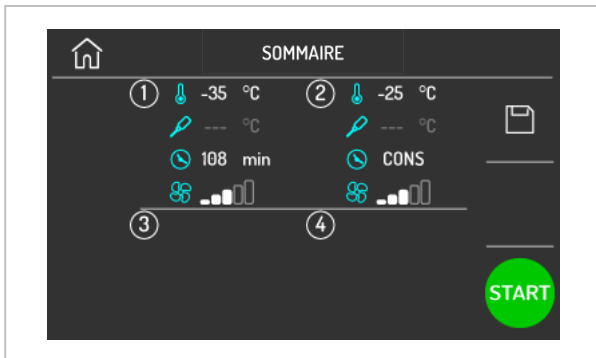 SOMMAIRE
1 -35 °C 2 -25 °C
--- °C --- °C
108 min CONS
3 4
START